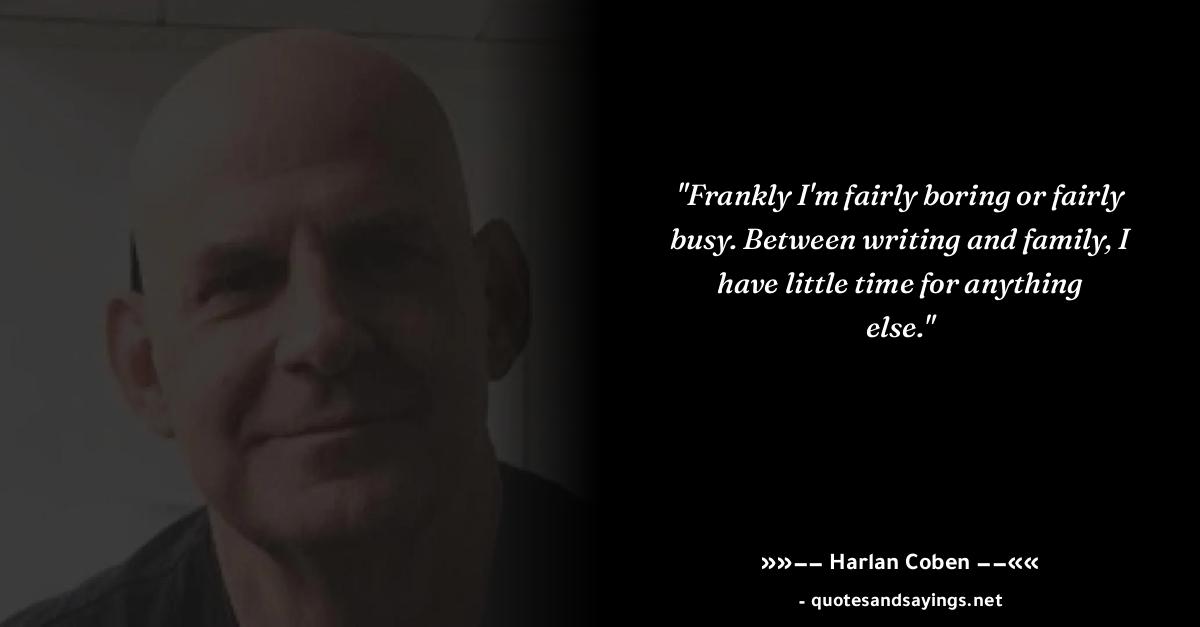 "Frankly I'm fairly boring or fairly
busy. Between writing and family, I
have little time for anything
else."
»»−− Harlan Coben −−««
- quotesandsayings.net